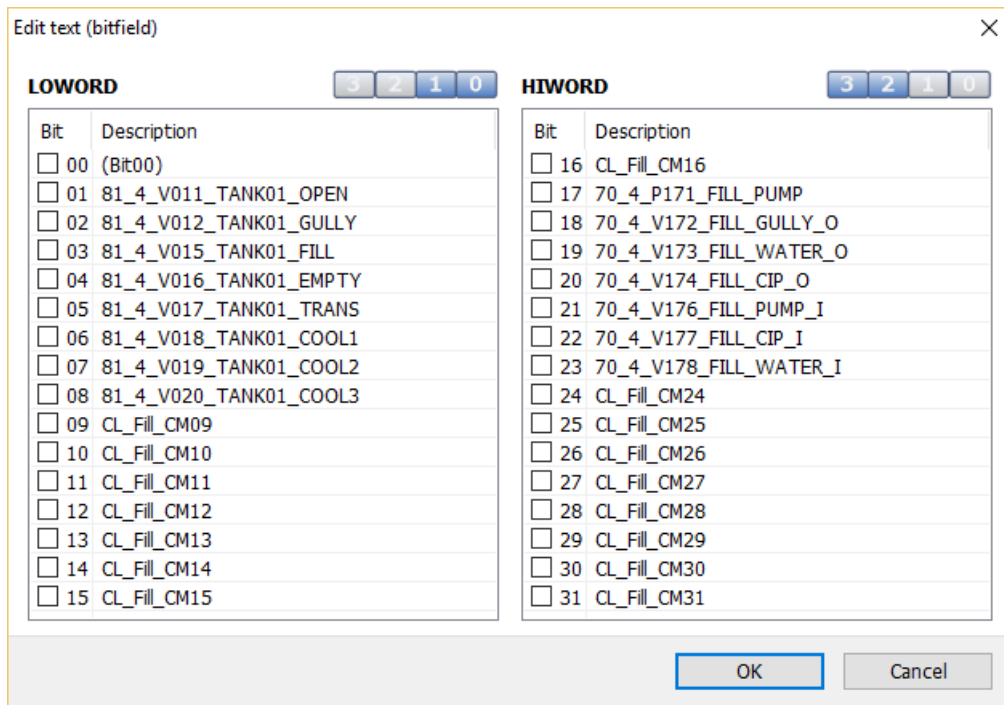 Edit text (bitfield)
LOWORD 3 2 1 0
Bit Description
00 (Bit00)
01 81_4_V011_TANK01_OPEN
02 81_4_V012_TANK01_GULLY
03 81_4_V015_TANK01_FILL
04 81_4_V016_TANK01_EMPTY
05 81_4_V017_TANK01_TRANS
06 81_4_V018_TANK01_COOL1
07 81_4_V019_TANK01_COOL2
08 81_4_V020_TANK01_COOL3
09 CL_Fill_CM09
10 CL_Fill_CM10
11 CL_Fill_CM11
12 CL_Fill_CM12
13 CL_Fill_CM13
14 CL_Fill_CM14
15 CL_Fill_CM15
HIWORD 3 2 1 0
Bit Description
16 CL_Fill_CM16
17 70_4_P171_FILL_PUMP
18 70_4_V172_FILL_GULLY_O
19 70_4_V173_FILL_WATER_O
20 70_4_V174_FILL_CIP_O
21 70_4_V176_FILL_PUMP_I
22 70_4_V177_FILL_CIP_I
23 70_4_V178_FILL_WATER_I
24 CL_Fill_CM24
25 CL_Fill_CM25
26 CL_Fill_CM26
27 CL_Fill_CM27
28 CL_Fill_CM28
29 CL_Fill_CM29
30 CL_Fill_CM30
31 CL_Fill_CM31
OK Cancel